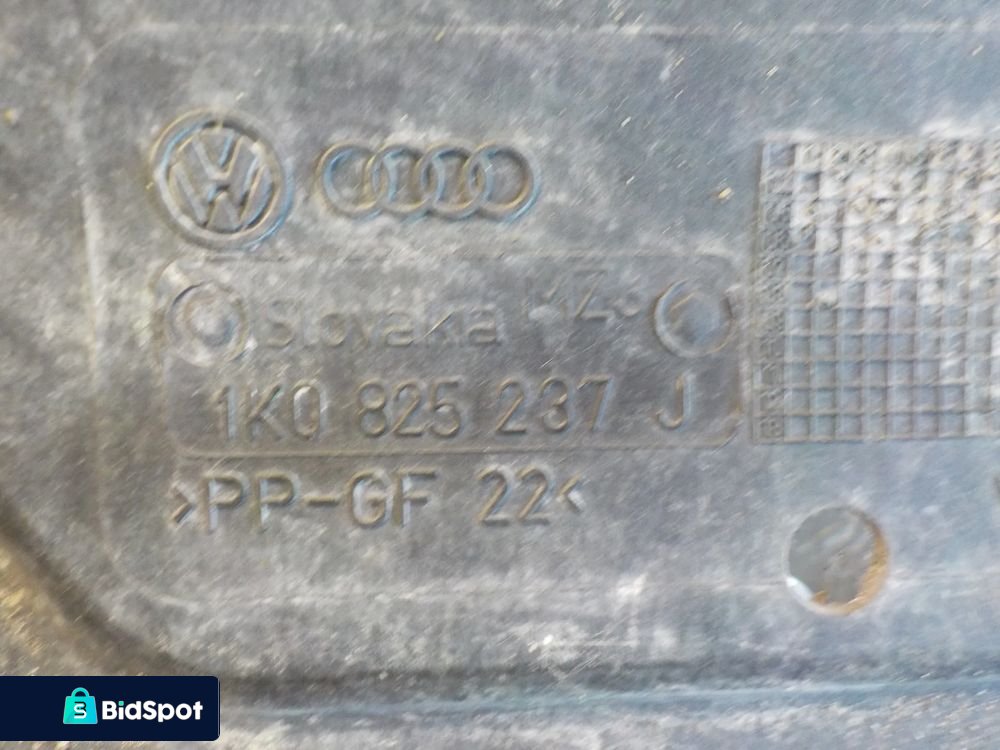 Slovakia
1K0 825 237 J
>PP-GF 22<
BidSpot